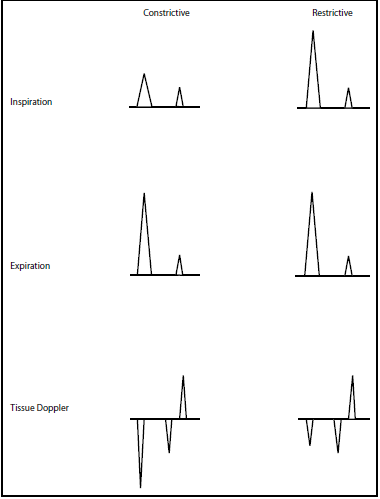 Constrictive Restrictive
Inspiration
Expiration
Tissue Doppler